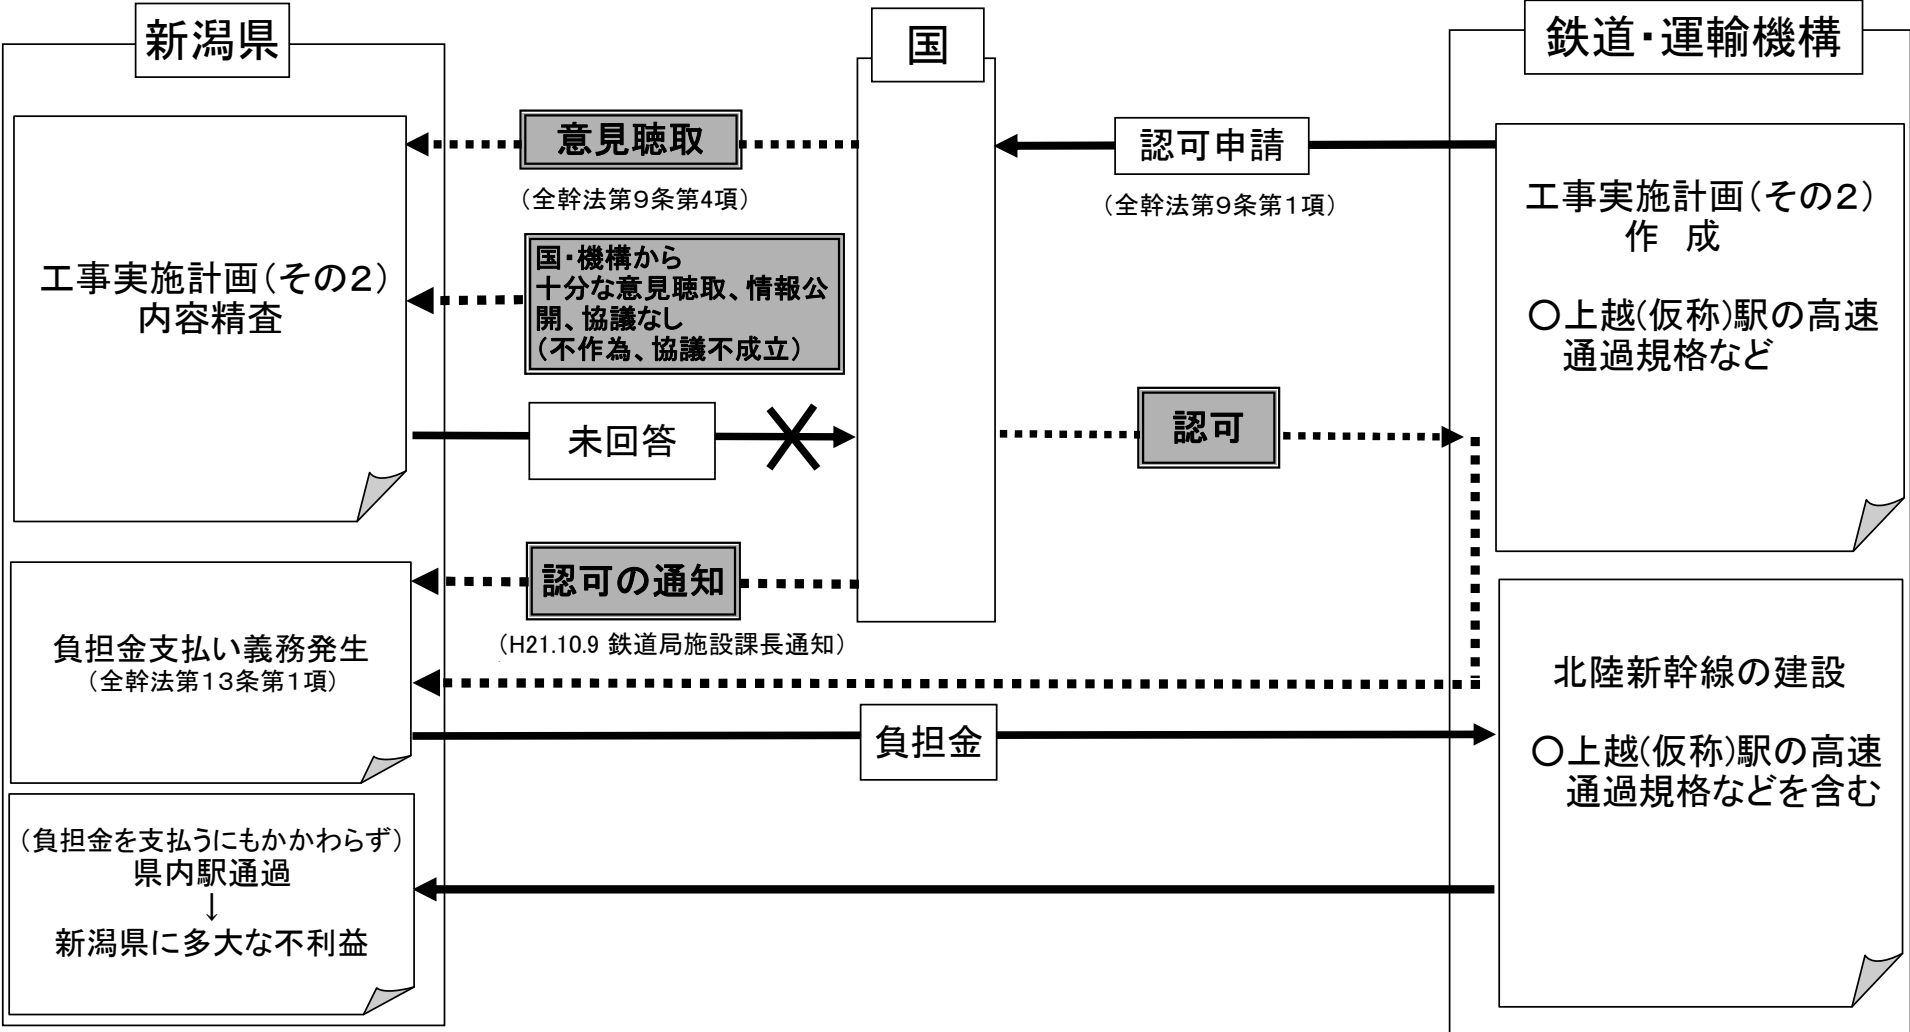 新潟県
国
鉄道・運輸機構
意見聴取
(全幹法第9条第4項)
認可申請
(全幹法第9条第1項)
工事実施計画(その2)
作 成
○上越(仮称)駅の高速
通過規格など
工事実施計画(その2)
内容精査
国・機構から
十分な意見聴取、情報公
開、協議なし
(不作為、協議不成立)
未回答
認可
認可の通知
(H21.10.9 鉄道局施設課長通知)
負担金支払い義務発生
(全幹法第13条第1項)
北陸新幹線の建設
○上越(仮称)駅の高速
通過規格などを含む
負担金
(負担金を支払うにもかかわらず)
県内駅通過
↓
新潟県に多大な不利益